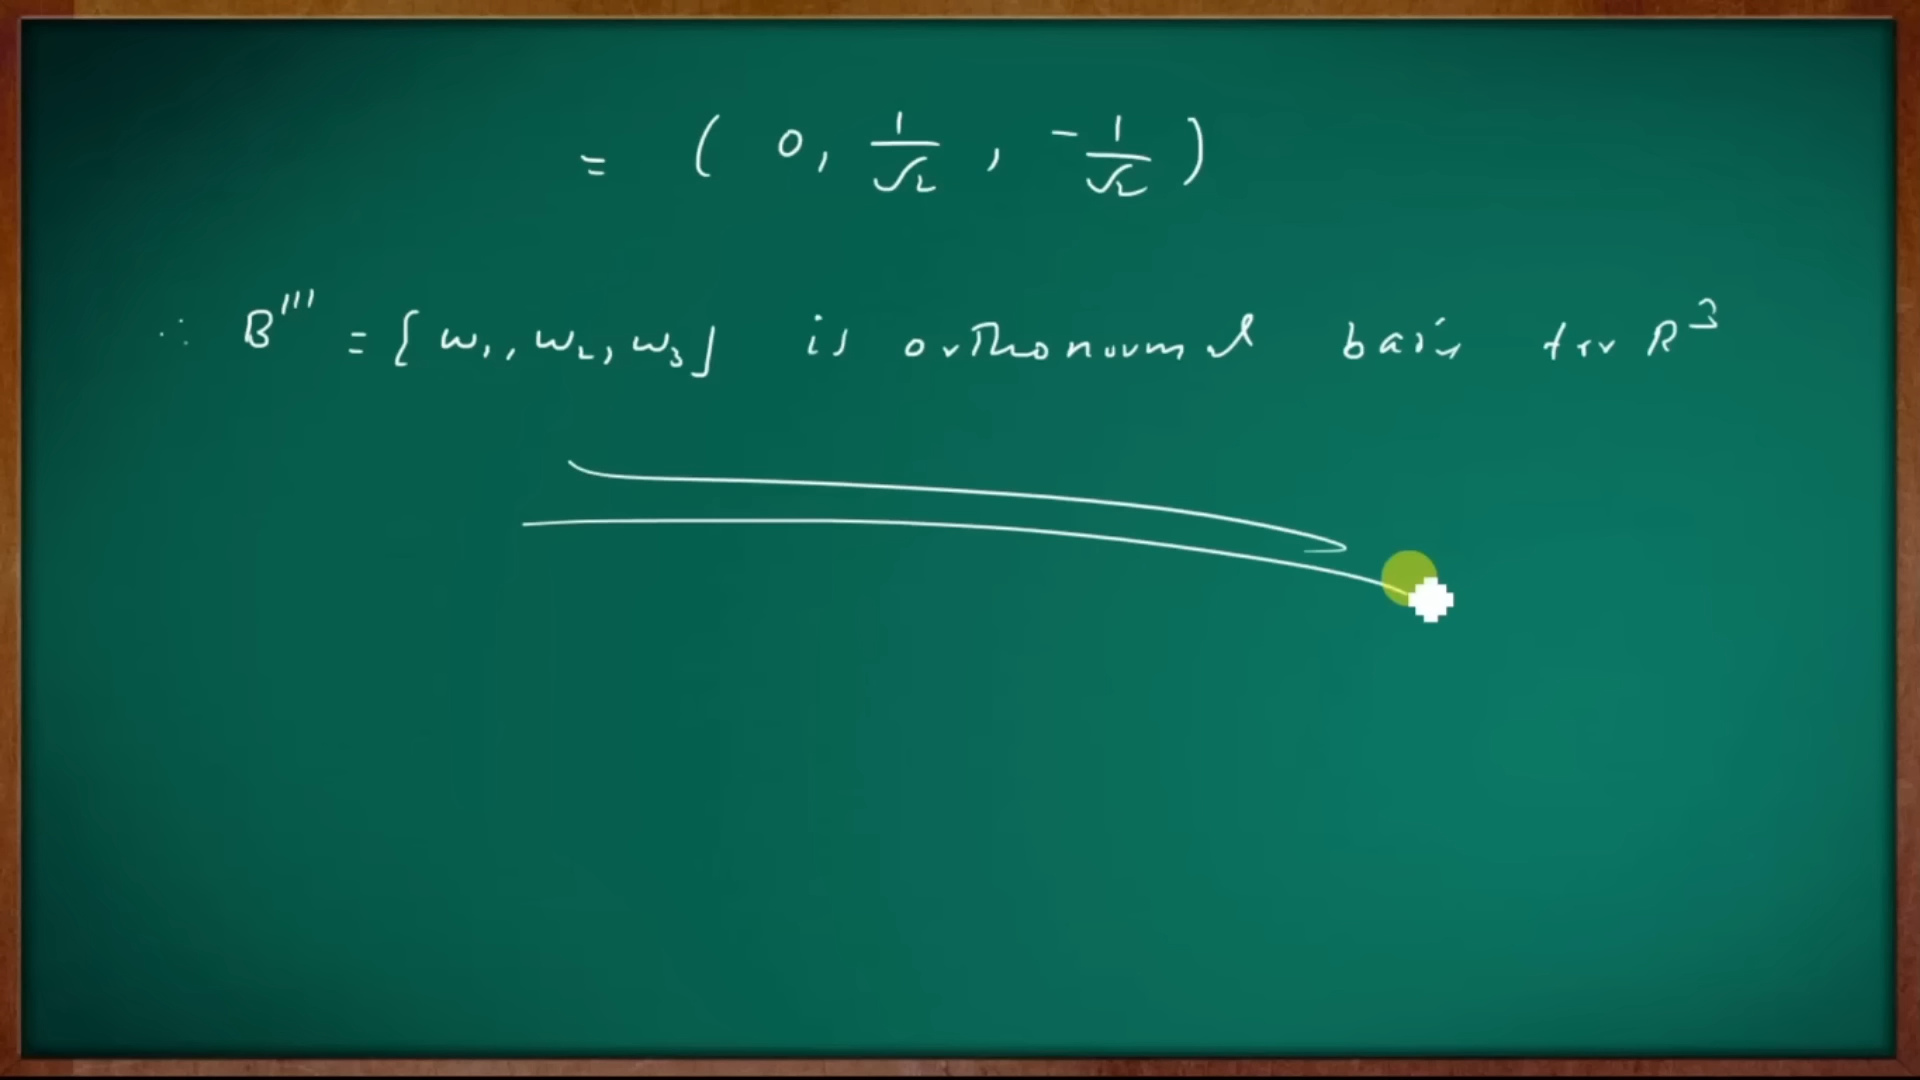 = ( 0, 1/√2 , -1/√2 )
∴ B''' = {w₁, w₂, w₃} is orthonormal basis for R³